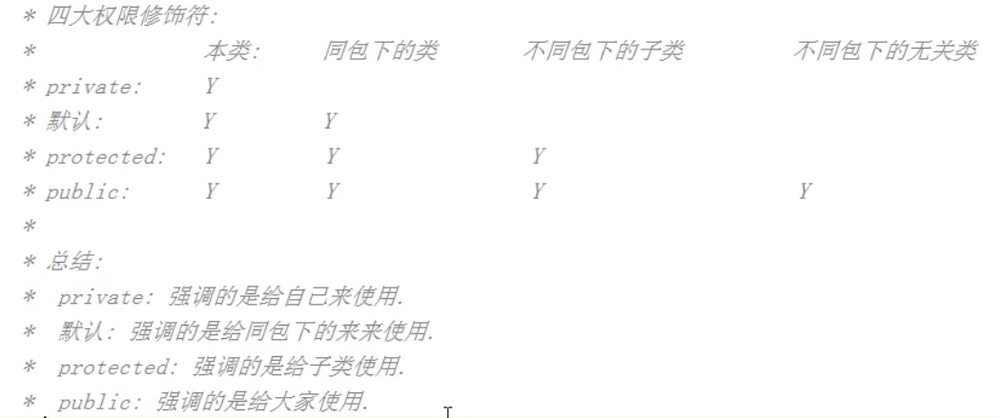 * 四大权限修饰符:
* 本类: 同包下的类 不同包下的子类 不同包下的无关类
* private: Y
* 默认: Y Y
* protected: Y Y Y
* public: Y Y Y Y
*
* 总结:
* private: 强调的是给自己来使用.
* 默认: 强调的是给同包下的来来使用.
* protected: 强调的是给子类使用.
* public: 强调的是给大家使用.